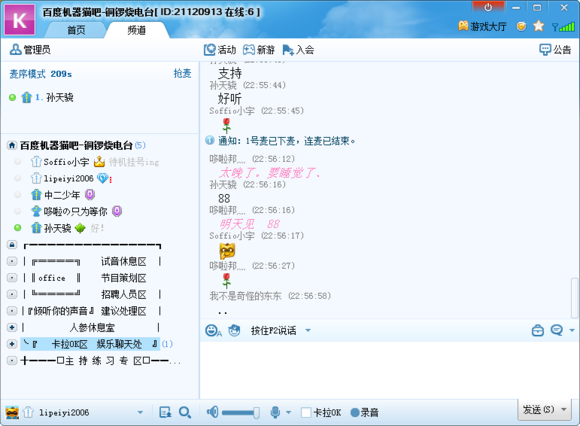 K
百度机器猫吧-铜锣烧电台[ ID:21120913 在线:6 ]
首页
频道
游戏大厅
管理员
活动
新游
入会
公告
麦序模式 209s
抢麦
1. 孙天骁
百度机器猫吧-铜锣烧电台(5)
Soffio小宇 待机挂号ing
lipeiyi2006
中二少年
哆啦の只为等你
孙天骁 好!
试音休息区
office 节目策划区
招聘人员区
『倾听你的声音』 建议处理区
人参休息室
『 卡拉OK区 娱乐聊天处 』(1)
十━━━口主 持 练 习 专 区口━━...
lipeiyi2006
支持
孙天骁 (22:55:44)
好听
Soffio小宇 (22:55:45)
通知: 1号麦已下麦，连麦已结束。
哆啦邦.... (22:56:12)
太晚了。要睡觉了.
孙天骁 (22:56:16)
88
哆啦邦.... (22:56:16)
明天见 88
Soffio小宇 (22:56:17)
哆啦邦.... (22:56:27)
我不是奇怪的东东 (22:56:58)
..
按住F2说话
卡拉OK
录音
发送(S)